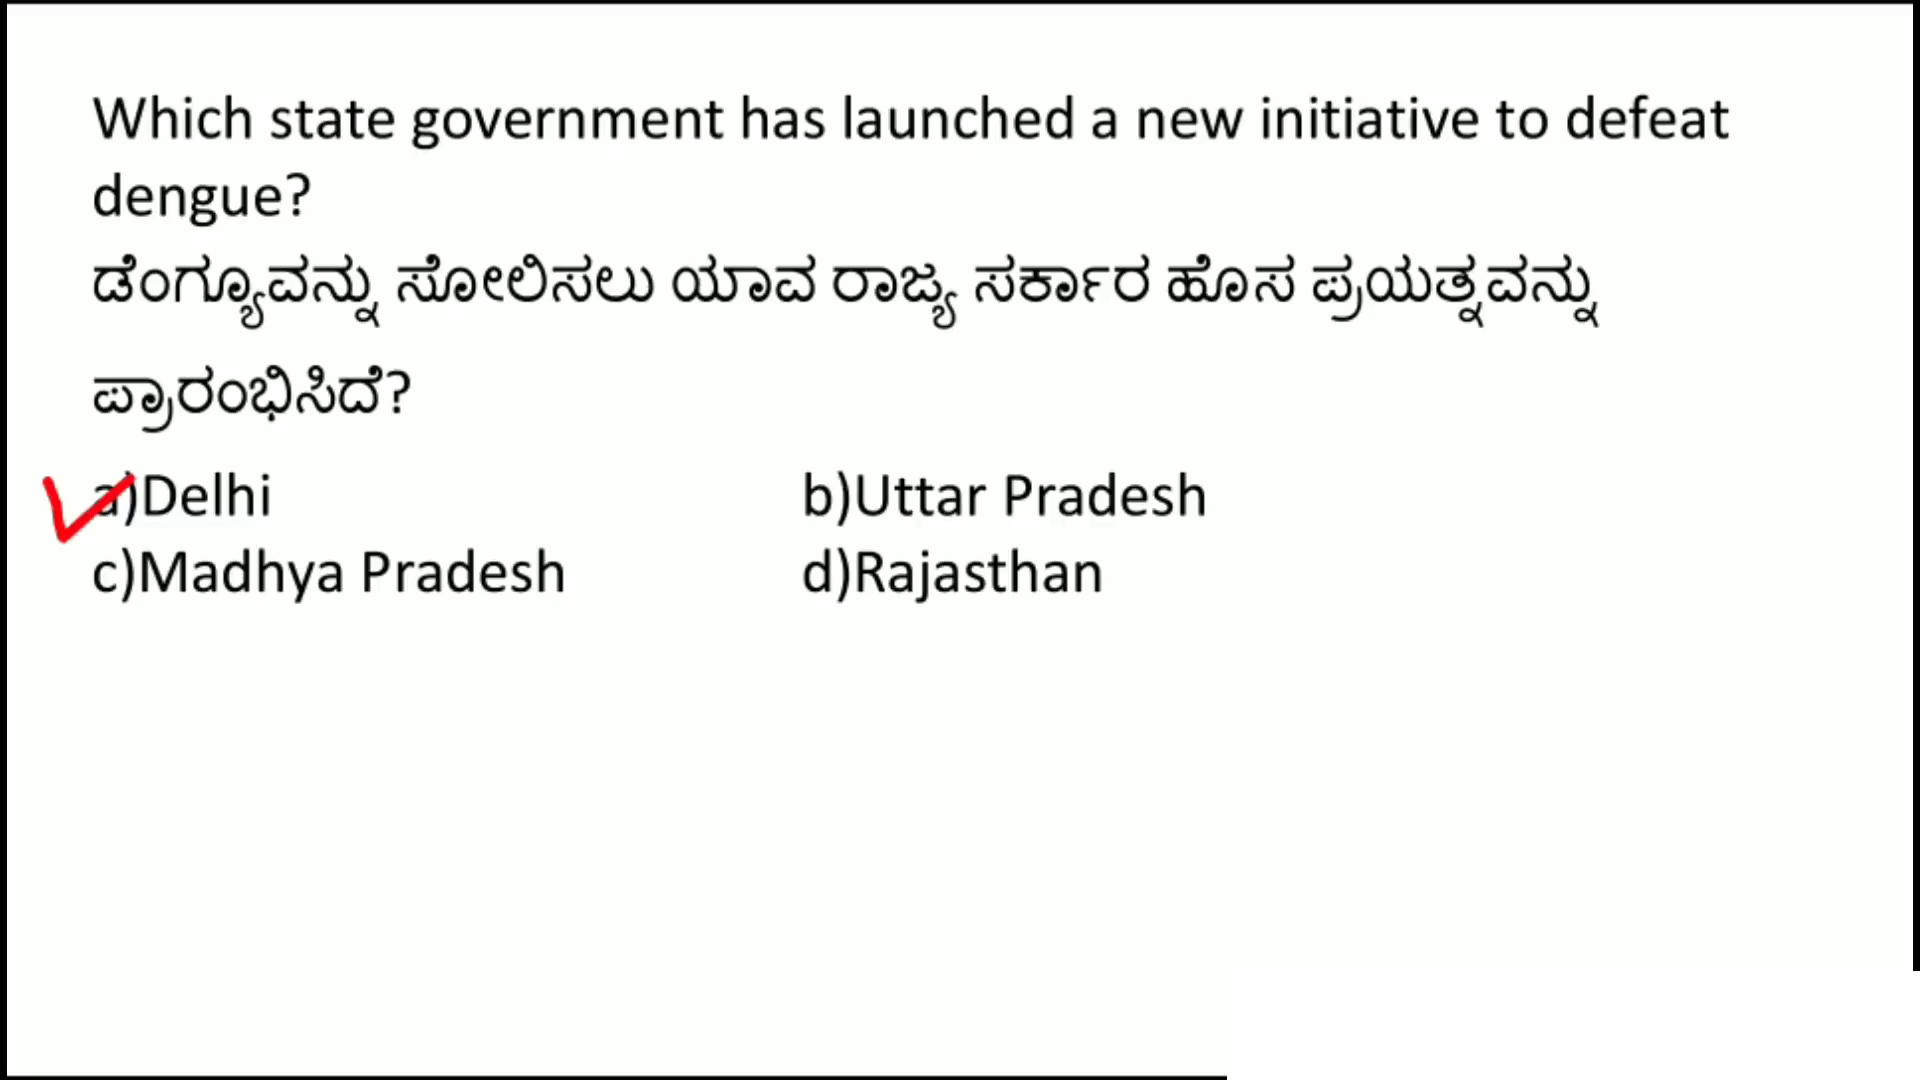 Which state government has launched a new initiative to defeat
dengue?
ಡೆಂಗ್ಯೂವನ್ನು ಸೋಲಿಸಲು ಯಾವ ರಾಜ್ಯ ಸರ್ಕಾರ ಹೊಸ ಪ್ರಯತ್ನವನ್ನು
ಪ್ರಾರಂಭಿಸಿದೆ?
a)Delhi b)Uttar Pradesh
c)Madhya Pradesh d)Rajasthan